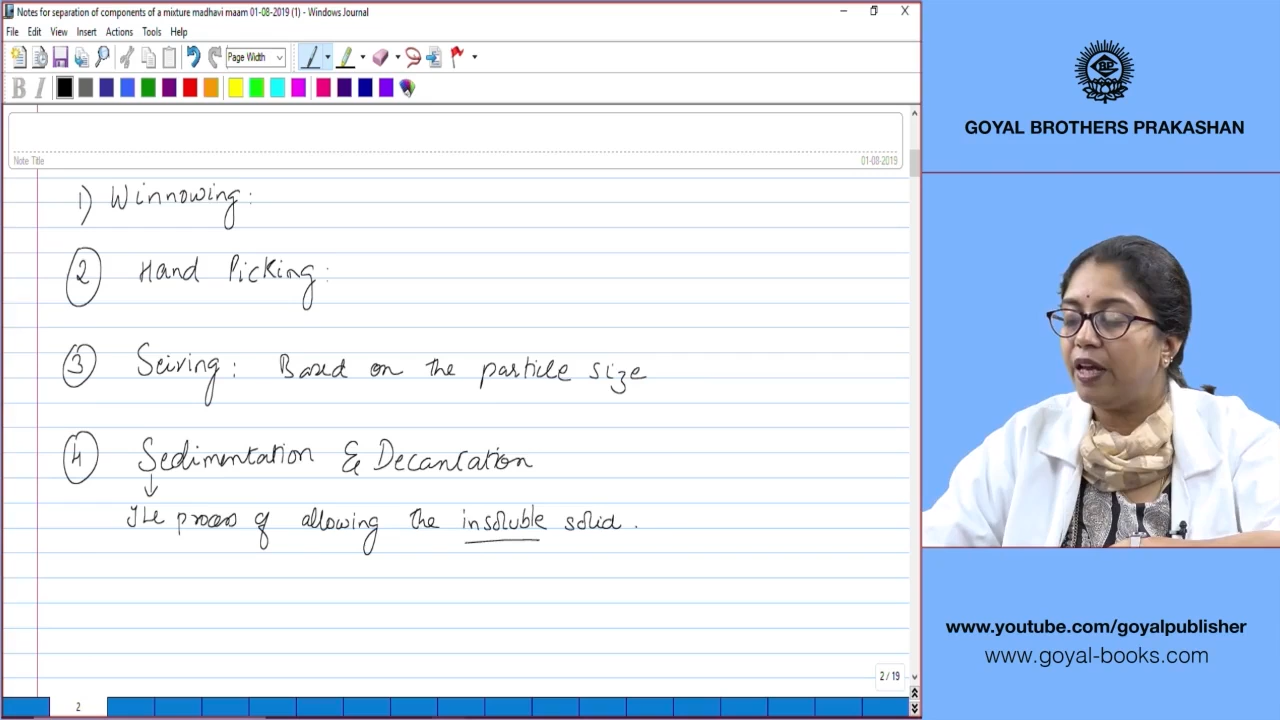 Notes for separation of components of a mixture madhavi maam 01-08-2019 (1) - Windows Journal
File Edit View Insert Actions Tools Help
Page Width
B I
Note Title
01-08-2019
1) Winnowing:
2 Hand Picking:
3 Seiving: Based on the particle size
4 Sedimentation & Decantation
The process of allowing the insoluble solid.
2 / 19
2
GBP
GOYAL BROTHERS PRAKASHAN
www.youtube.com/goyalpublisher
www.goyal-books.com